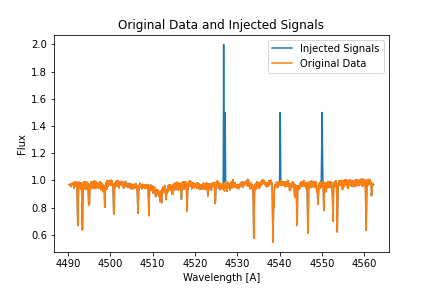 Original Data and Injected Signals
Injected Signals
Original Data
Flux
2.0
1.8
1.6
1.4
1.2
1.0
0.8
0.6
4490 4500 4510 4520 4530 4540 4550 4560
Wavelength [A]